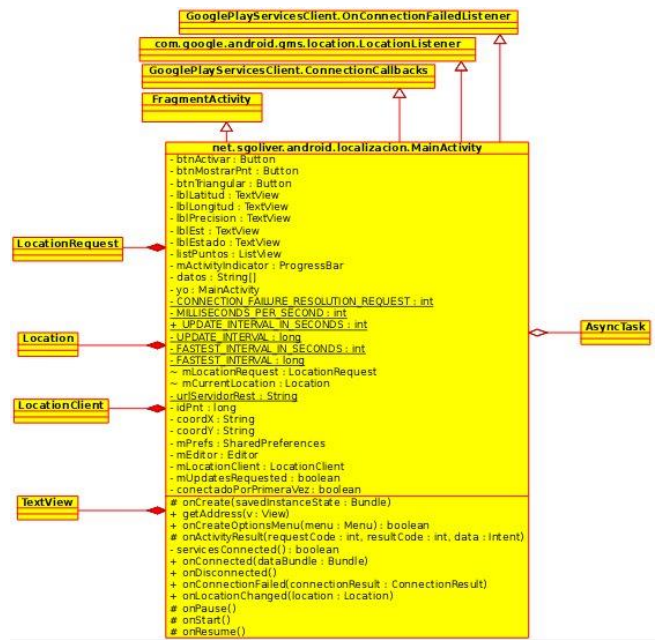 GooglePlayServicesClient.OnConnectionFailedListener
com.google.android.gms.location.LocationListener
GooglePlayServicesClient.ConnectionCallbacks
FragmentActivity
net.sgoliver.android.localizacion.MainActivity
- btnActivar : Button
- btnMostrarPnt : Button
- btnTriangular : Button
- lblLatitud : TextView
- lblLongitud : TextView
- lblPrecision : TextView
- lblEst : TextView
- lblEstado : TextView
- listPuntos : ListView
- mActivityIndicator : ProgressBar
- datos : String[]
- yo : MainActivity
- CONNECTION_FAILURE_RESOLUTION_REQUEST : int
- MILLISECONDS_PER_SECOND : int
+ UPDATE_INTERVAL_IN_SECONDS : int
- UPDATE_INTERVAL : long
- FASTEST_INTERVAL_IN_SECONDS : int
- FASTEST_INTERVAL : long
~ mLocationRequest : LocationRequest
~ mCurrentLocation : Location
- urlServidorRest : String
- idPnt : long
- coordX : String
- coordY : String
- mPrefs : SharedPreferences
- mEditor : Editor
- mLocationClient : LocationClient
- mUpdatesRequested : boolean
- conectadoPorPrimeraVez : boolean
# onCreate(savedInstanceState : Bundle)
+ getAddress(v : View)
+ onCreateOptionsMenu(menu : Menu) : boolean
# onActivityResult(requestCode : int, resultCode : int, data : Intent)
- servicesConnected() : boolean
+ onConnected(dataBundle : Bundle)
+ onDisconnected()
+ onConnectionFailed(connectionResult : ConnectionResult)
+ onLocationChanged(location : Location)
# onPause()
# onStart()
# onResume()
LocationRequest
Location
LocationClient
TextView
AsyncTask